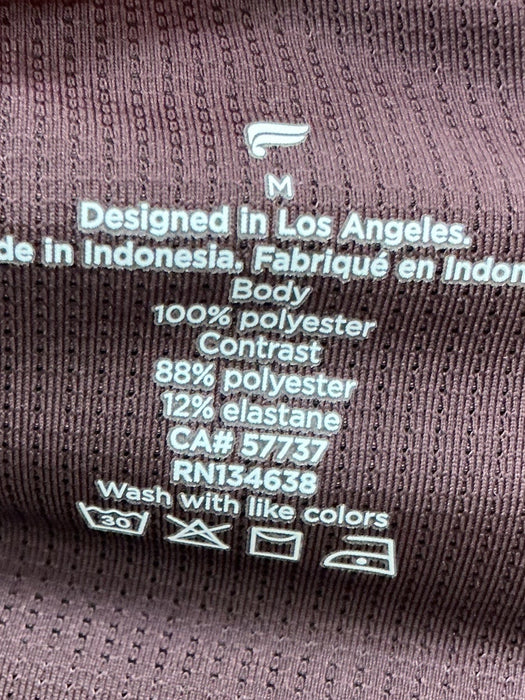 M
Designed in Los Angeles.
de in Indonesia. Fabriqué en Indon
Body
100% polyester
Contrast
88% polyester
12% elastane
CA# 57737
RN134638
Wash with like colors
30